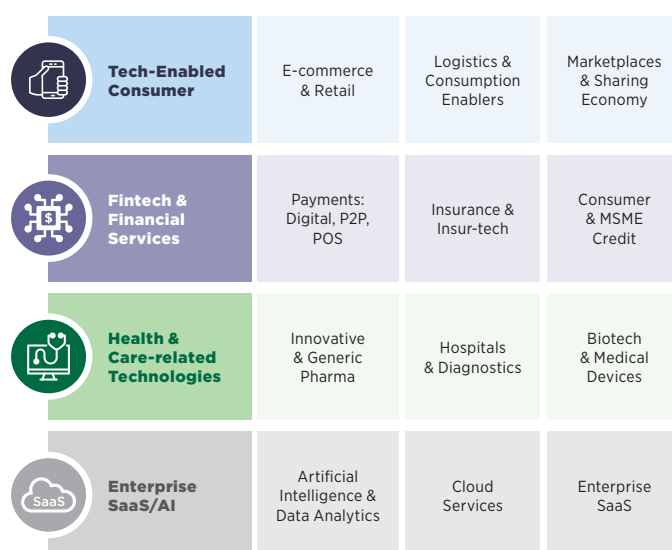 Tech-Enabled
Consumer
E-commerce
& Retail
Logistics &
Consumption
Enablers
Marketplaces
& Sharing
Economy
$
Fintech &
Financial
Services
Payments:
Digital, P2P,
POS
Insurance &
Insur-tech
Consumer
& MSME
Credit
Health &
Care-related
Technologies
Innovative
& Generic
Pharma
Hospitals
& Diagnostics
Biotech
& Medical
Devices
SaaS
Enterprise
SaaS/AI
Artificial
Intelligence &
Data Analytics
Cloud
Services
Enterprise
SaaS